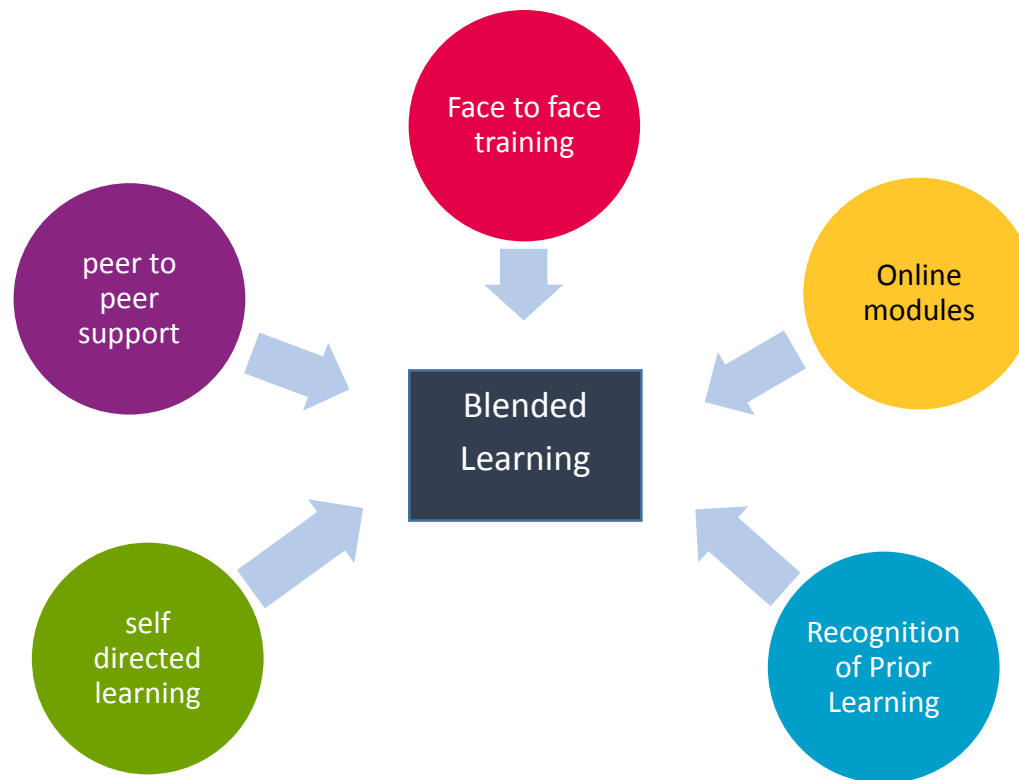 Face to face
training
peer to
peer
support
Online
modules
Blended
Learning
self
directed
learning
Recognition
of Prior
Learning